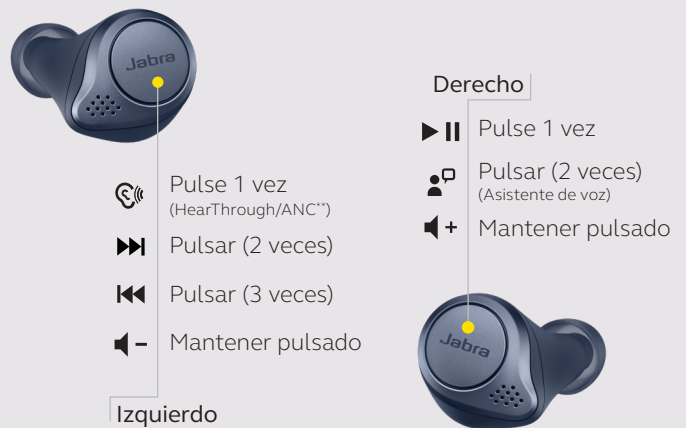 Jabra
Pulse 1 vez
(HearThrough/ANC**)
Pulsar (2 veces)
Pulsar (3 veces)
Mantener pulsado
Izquierdo
Derecho
Pulse 1 vez
Pulsar (2 veces)
(Asistente de voz)
Mantener pulsado
Jabra